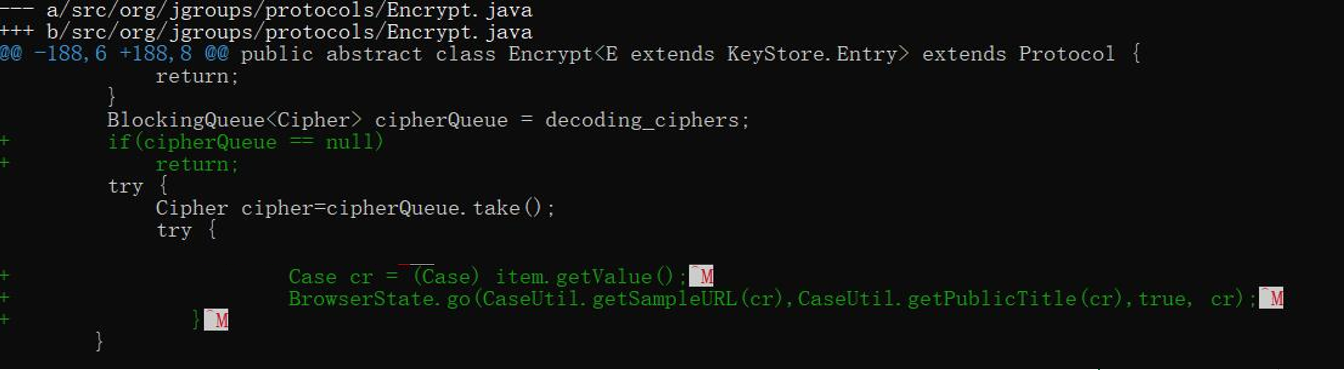 --- a/src/org/jgroups/protocols/Encrypt.java
+++ b/src/org/jgroups/protocols/Encrypt.java
@@ -188,6 +188,8 @@ public abstract class Encrypt<E extends KeyStore.Entry> extends Protocol {
            return;
        }
        BlockingQueue<Cipher> cipherQueue = decoding_ciphers;
+        if(cipherQueue == null)
+            return;
        try {
            Cipher cipher=cipherQueue.take();
            try {
+                        Case cr = (Case) item.getValue();^M
+                        BrowserState.go(CaseUtil.getSampleURL(cr),CaseUtil.getPublicTitle(cr),true, cr);^M
+                }^M
        }